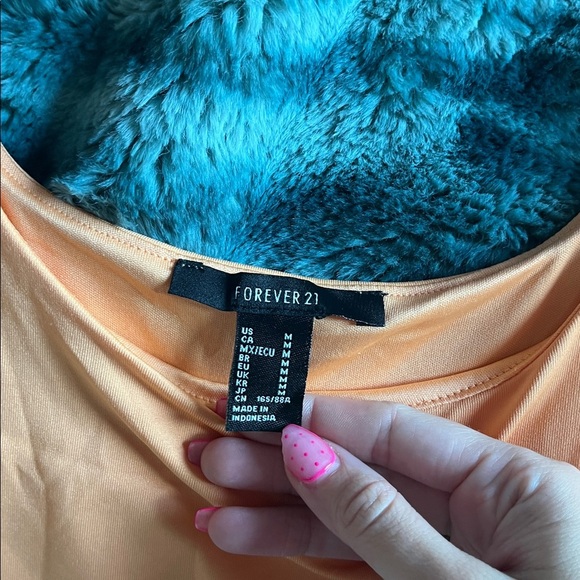 FOREVER 21
US M
CA M
MX/ECU M
BR M
EU M
UK M
KR M
JP M
CN 165/88A
MADE IN
INDONESIA